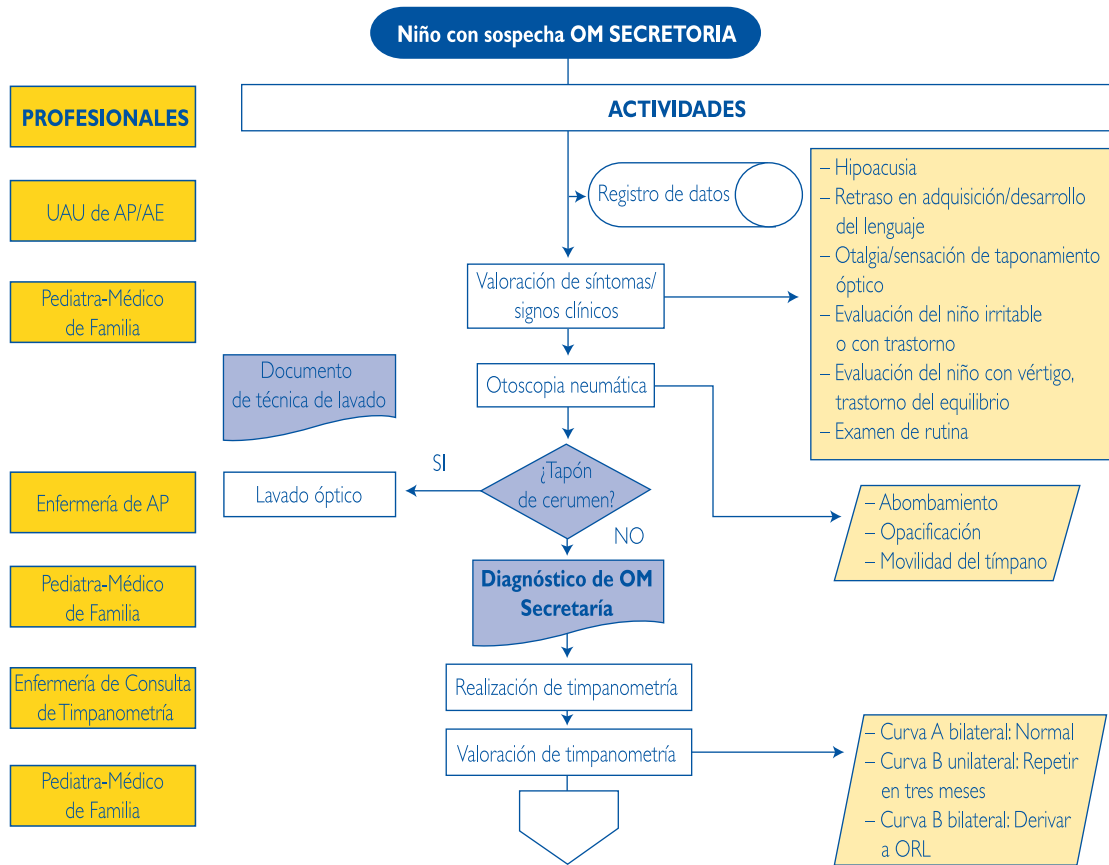 Niño con sospecha OM SECRETORIA
PROFESIONALES
ACTIVIDADES
UAU de AP/AE
Registro de datos
– Hipoacusia
– Retraso en adquisición/desarrollo
del lenguaje
– Otalgia/sensación de taponamiento
óptico
– Evaluación del niño irritable
o con trastorno
– Evaluación del niño con vértigo,
trastorno del equilibrio
– Examen de rutina
Pediatra-Médico
de Familia
Valoración de síntomas/
signos clínicos
Documento
de técnica de lavado
Otoscopia neumática
Enfermería de AP
Lavado óptico
SI
¿Tapón
de cerumen?
NO
– Abombamiento
– Opacificación
– Movilidad del tímpano
Pediatra-Médico
de Familia
Diagnóstico de OM
Secretaría
Enfermería de Consulta
de Timpanometría
Realización de timpanometría
Valoración de timpanometría
– Curva A bilateral: Normal
– Curva B unilateral: Repetir
en tres meses
– Curva B bilateral: Derivar
a ORL
Pediatra-Médico
de Familia